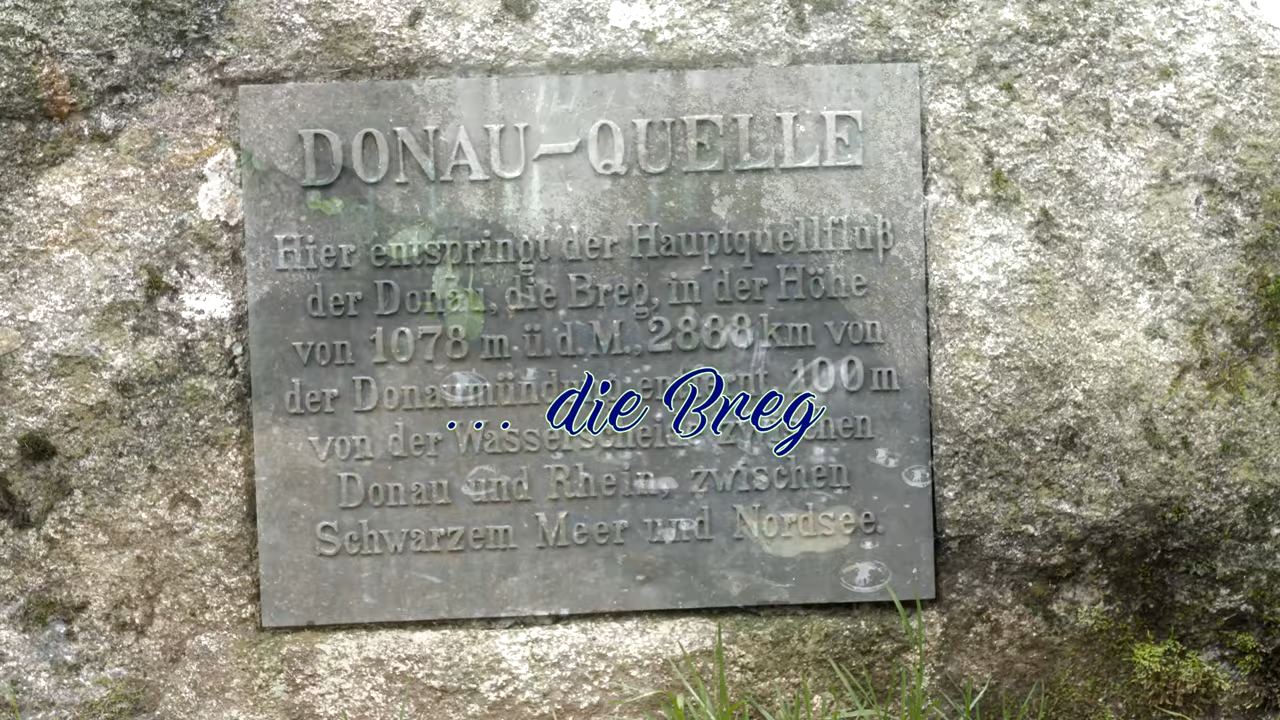 DONAU–QUELLE
Hier entspringt der Hauptquellfluß
der Donau, die Breg, in der Höhe
von 1078 m ü.d.M., 2888 km von
der Donaumündung entfernt, 100 m
... die Breg
von der Wasserscheide zwischen
Donau und Rhein, zwischen
Schwarzem Meer und Nordsee.